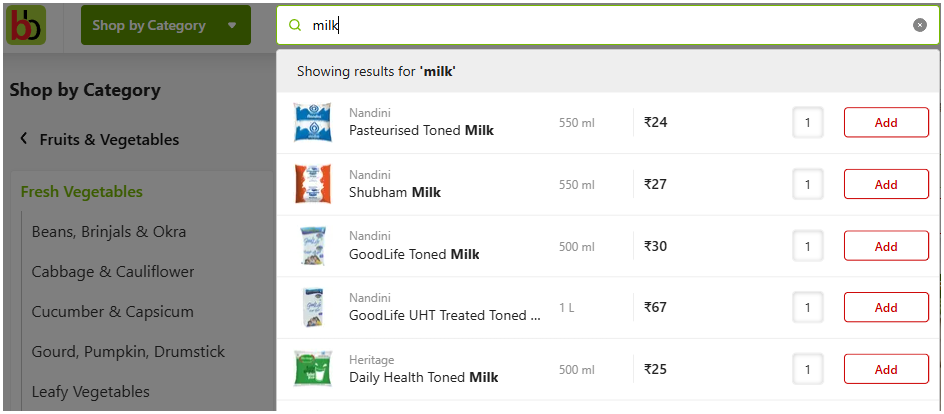 bb
Shop by Category
milk
Showing results for 'milk'
Shop by Category
Fruits & Vegetables
Fresh Vegetables
Beans, Brinjals & Okra
Cabbage & Cauliflower
Cucumber & Capsicum
Gourd, Pumpkin, Drumstick
Leafy Vegetables
Nandini
Pasteurised Toned Milk
550 ml
₹24
1
Add
Nandini
Shubham Milk
550 ml
₹27
1
Add
Nandini
GoodLife Toned Milk
500 ml
₹30
1
Add
Nandini
GoodLife UHT Treated Toned ...
1 L
₹67
1
Add
Heritage
Daily Health Toned Milk
500 ml
₹25
1
Add